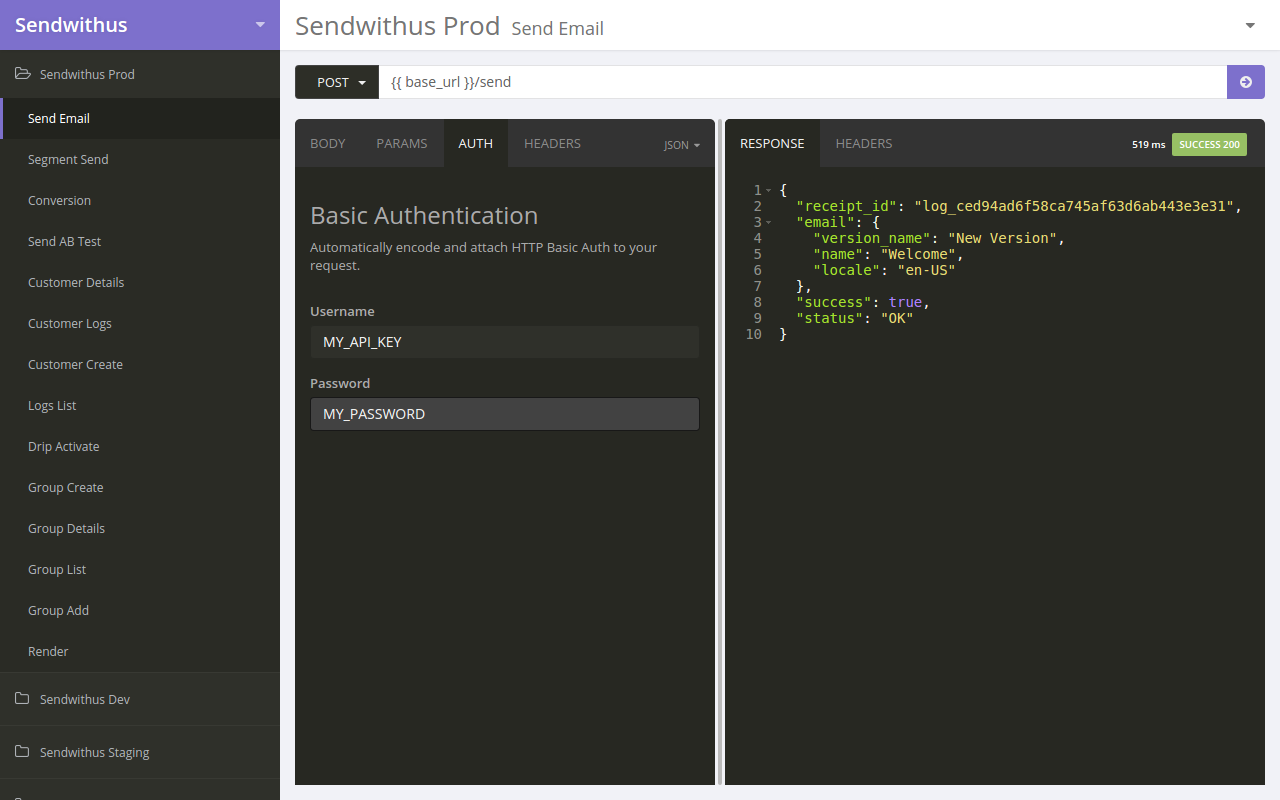 Sendwithus
Sendwithus Prod
Send Email
Segment Send
Conversion
Send AB Test
Customer Details
Customer Logs
Customer Create
Logs List
Drip Activate
Group Create
Group Details
Group List
Group Add
Render
Sendwithus Dev
Sendwithus Staging
Sendwithus Prod Send Email
POST {{ base_url }}/send
BODY PARAMS AUTH HEADERS JSON
Basic Authentication
Automatically encode and attach HTTP Basic Auth to your
request.
Username
MY_API_KEY
Password
MY_PASSWORD
RESPONSE HEADERS 519 ms SUCCESS 200
1 {
2 "receipt_id": "log_ced94ad6f58ca745af63d6ab443e3e31",
3 "email": {
4 "version_name": "New Version",
5 "name": "Welcome",
6 "locale": "en-US"
7 },
8 "success": true,
9 "status": "OK"
10 }